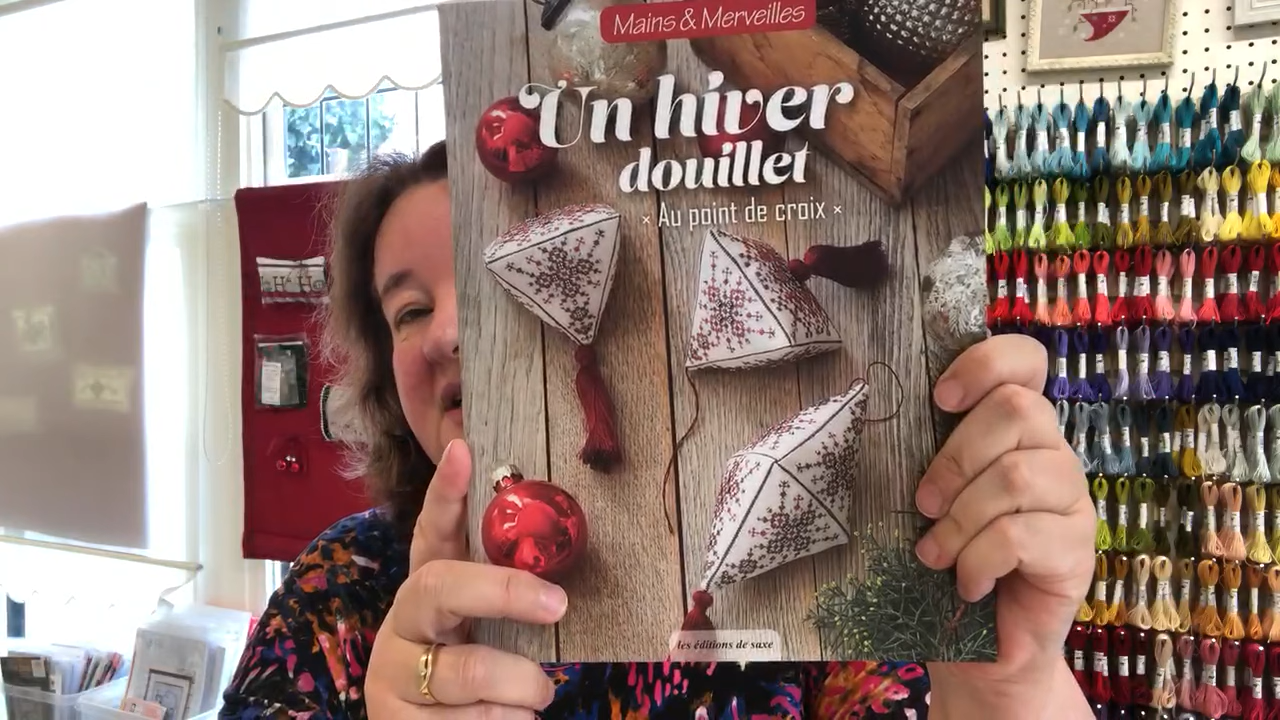 Mains & Merveilles
Un hiver
douillet
× Au point de croix ×
les éditions de saxe